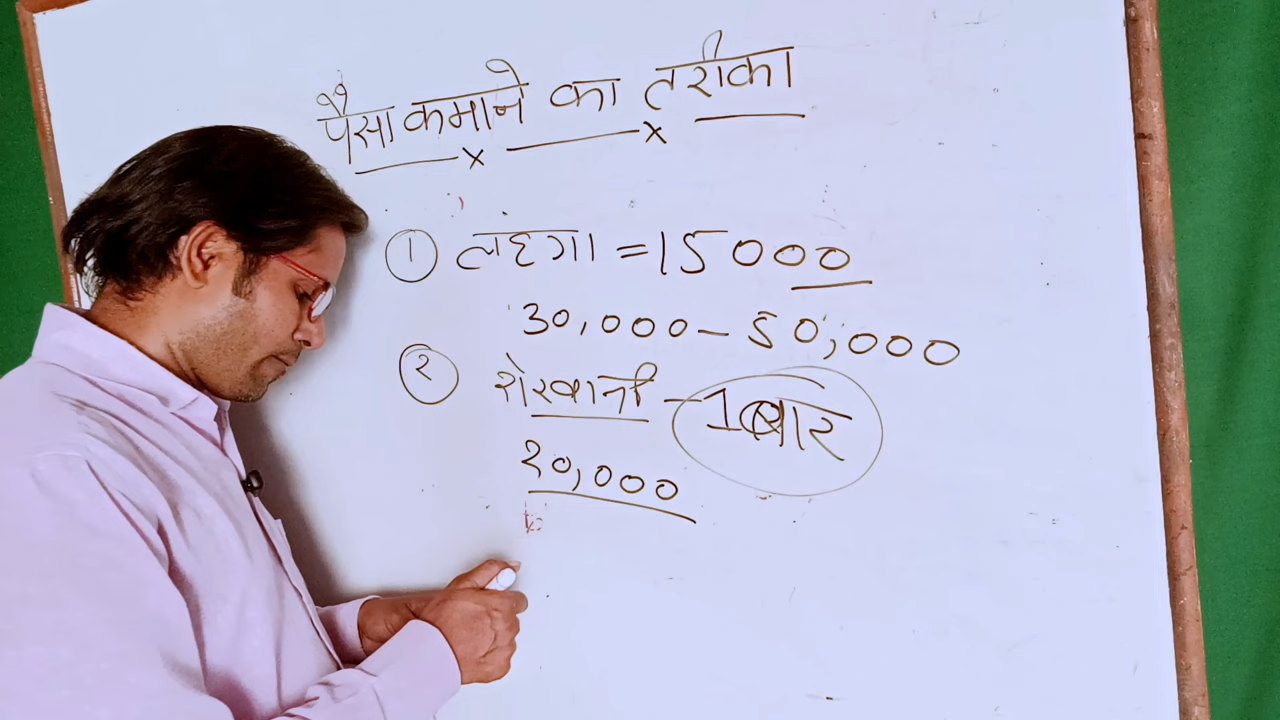 पैसा कमाने का तरीका
① लहगा = 15000
30,000 - 50,000
② शेरवानी - 1बार
20,000